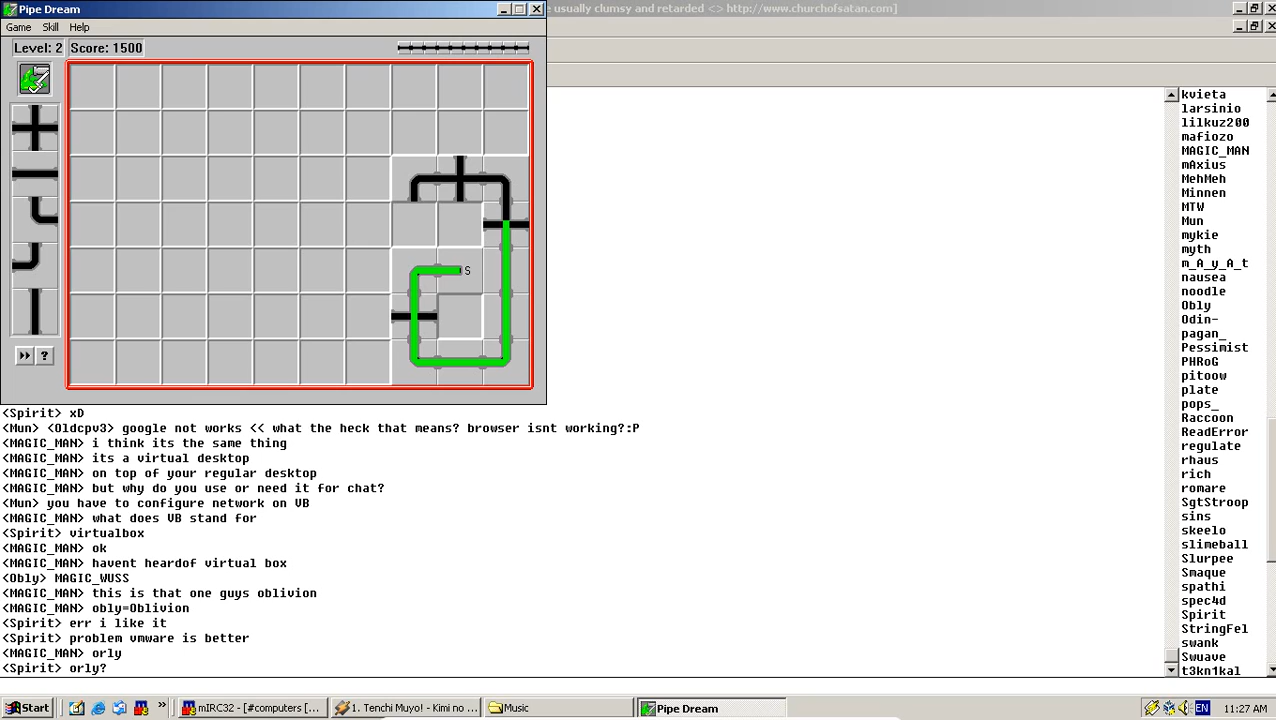 Pipe Dream
usually clumsy and retarded <> http://www.churchofsatan.com]
Game Skill Help
Level: 2 Score: 1500
S
?
kvieta
larsinio
lilkuz200
mafiozo
MAGIC_MAN
mAxius
MehMeh
Minnen
MTW
Mun
mykie
myth
m_A_y_A_t
nausea
noodle
Obly
Odin-
pagan_
Pessimist
PHRoG
pitoow
plate
pops_
Raccoon
ReadError
regulate
rhaus
rich
romare
SgtStroop
sins
skeelo
slimeball
Slurpee
Smaque
spathi
spec4d
Spirit
StringFel
swank
Swuave
t3kn1kal
<Spirit> xD
<Mun> <Oldcpv3> google not works << what the heck that means? browser isnt working?:P
<MAGIC_MAN> i think its the same thing
<MAGIC_MAN> its a virtual desktop
<MAGIC_MAN> on top of your regular desktop
<MAGIC_MAN> but why do you use or need it for chat?
<Mun> you have to configure network on VB
<MAGIC_MAN> what does VB stand for
<Spirit> virtualbox
<MAGIC_MAN> ok
<MAGIC_MAN> havent heardof virtual box
<Obly> MAGIC_WUSS
<MAGIC_MAN> this is that one guys oblivion
<MAGIC_MAN> obly=Oblivion
<Spirit> err i like it
<Spirit> problem vmware is better
<MAGIC_MAN> orly
<Spirit> orly?
Start » mIRC32 - [#computers [... 1. Tenchi Muyo! - Kimi no ... Music Pipe Dream EN 11:27 AM